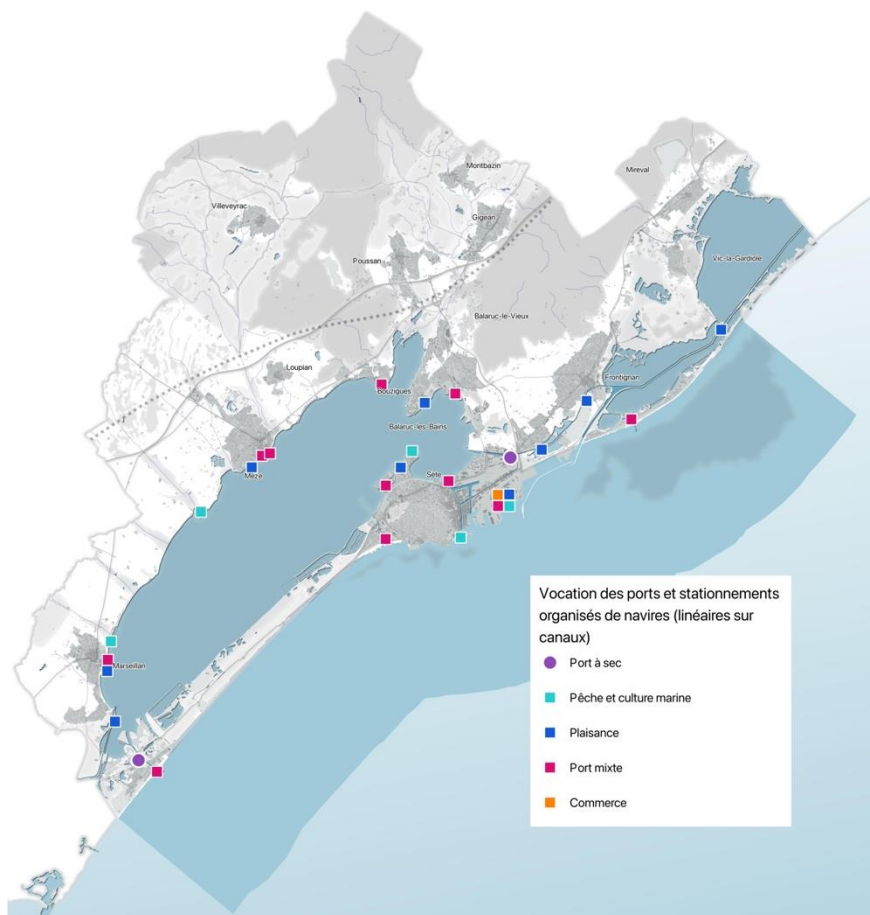 Montbazin
Mireval
Villeveyrac
Gigean
Poussan
Vic-la-Gardiole
Balaruc-le-Vieux
Loupian
Frontignan
Bouzigues
Balaruc-les-Bains
Sète
Mèze
Marseillan
Vocation des ports et stationnements
organisés de navires (linéaires sur
canaux)
Port à sec
Pêche et culture marine
Plaisance
Port mixte
Commerce